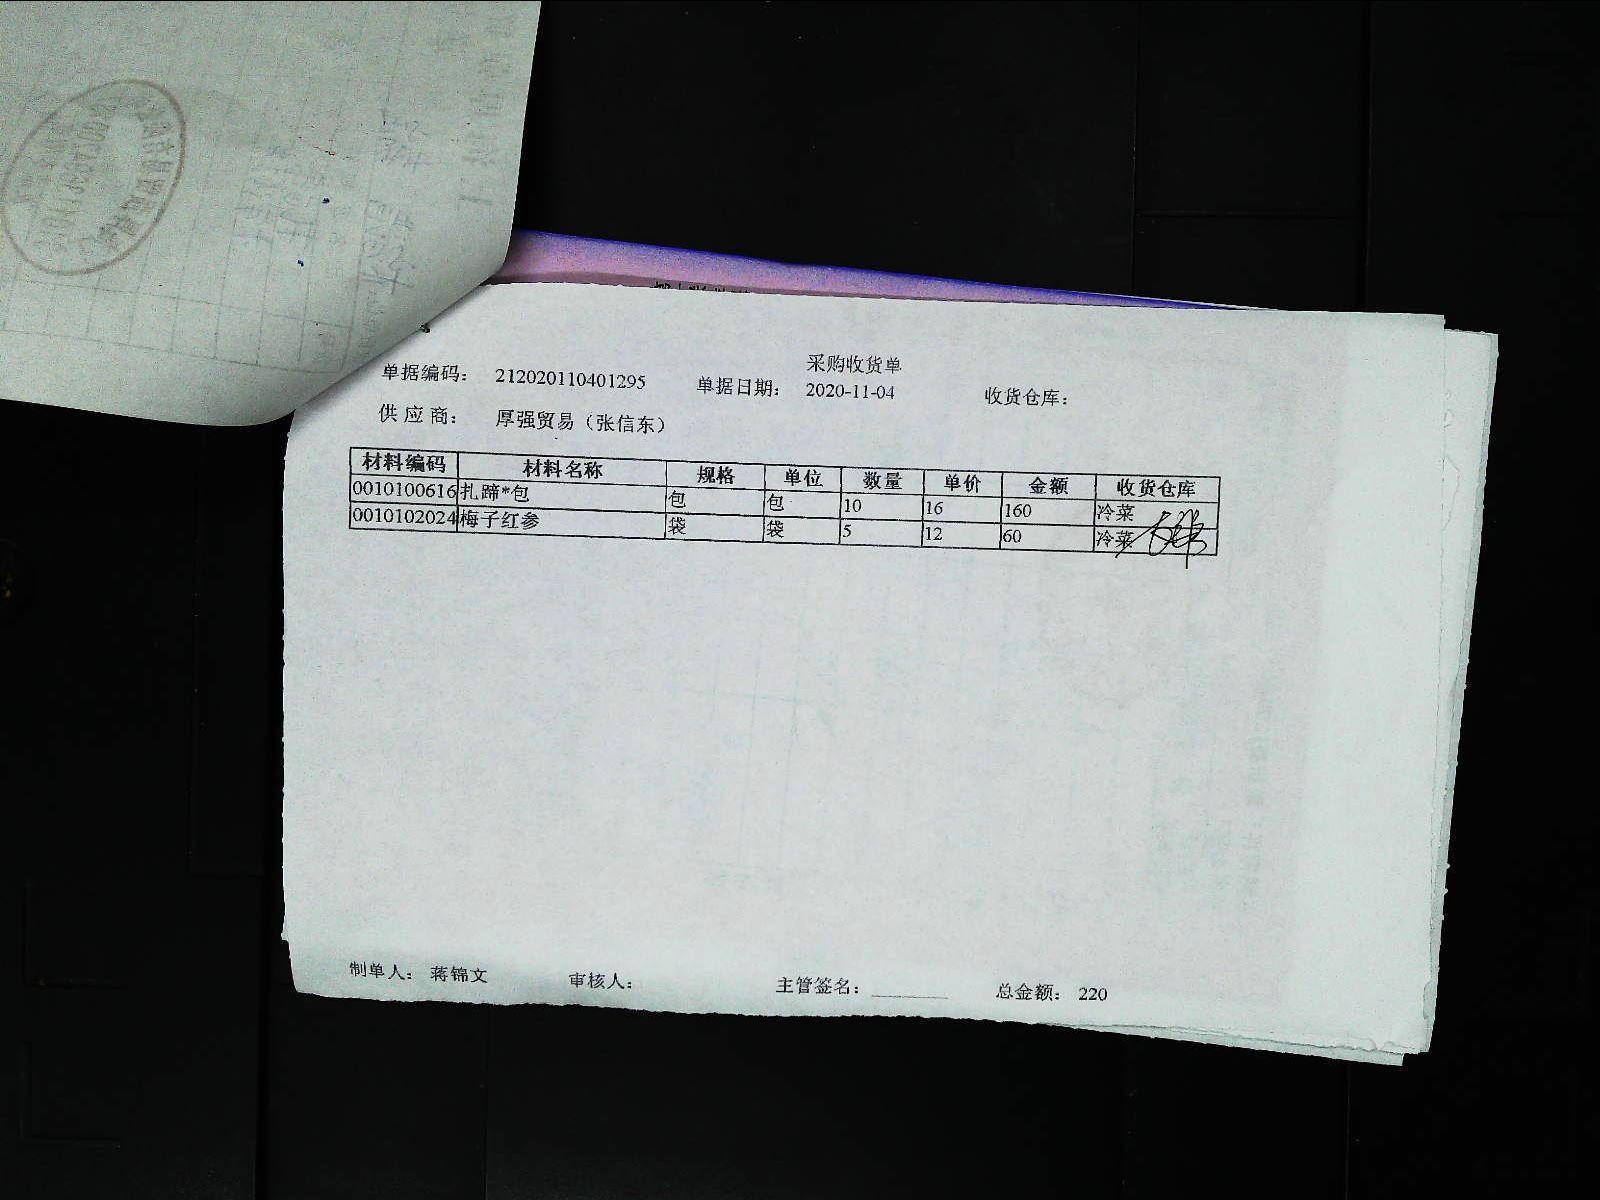 采购收货单
单据编码： 212020110401295 单据日期： 2020-11-04 收货仓库：
供应商： 厚强贸易（张信东）
材料编码 材料名称 规格 单位 数量 单价 金额 收货仓库
0010100616 扎蹄*包 包 包 10 16 160 冷菜
0010102024 梅子红参 袋 袋 5 12 60 冷菜
制单人： 蒋锦文 审核人： 主管签名： 总金额： 220